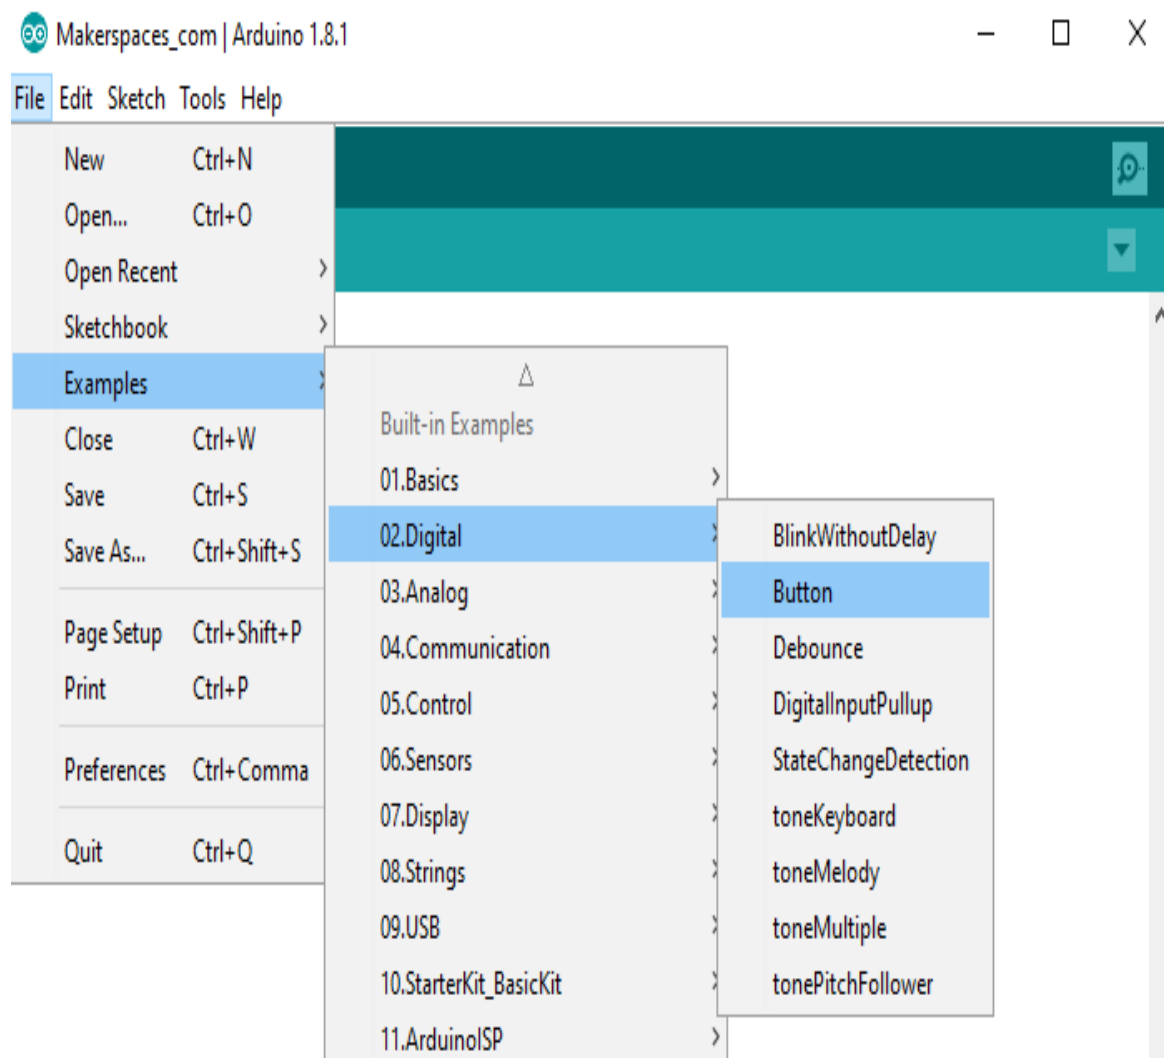 Makerspaces_com | Arduino 1.8.1
File Edit Sketch Tools Help
New Ctrl+N
Open... Ctrl+O
Open Recent
Sketchbook
Examples
Close Ctrl+W
Save Ctrl+S
Save As... Ctrl+Shift+S
Page Setup Ctrl+Shift+P
Print Ctrl+P
Preferences Ctrl+Comma
Quit Ctrl+Q
Built-in Examples
01.Basics
02.Digital
03.Analog
04.Communication
05.Control
06.Sensors
07.Display
08.Strings
09.USB
10.StarterKit_BasicKit
11.ArduinoISP
BlinkWithoutDelay
Button
Debounce
DigitalInputPullup
StateChangeDetection
toneKeyboard
toneMelody
toneMultiple
tonePitchFollower